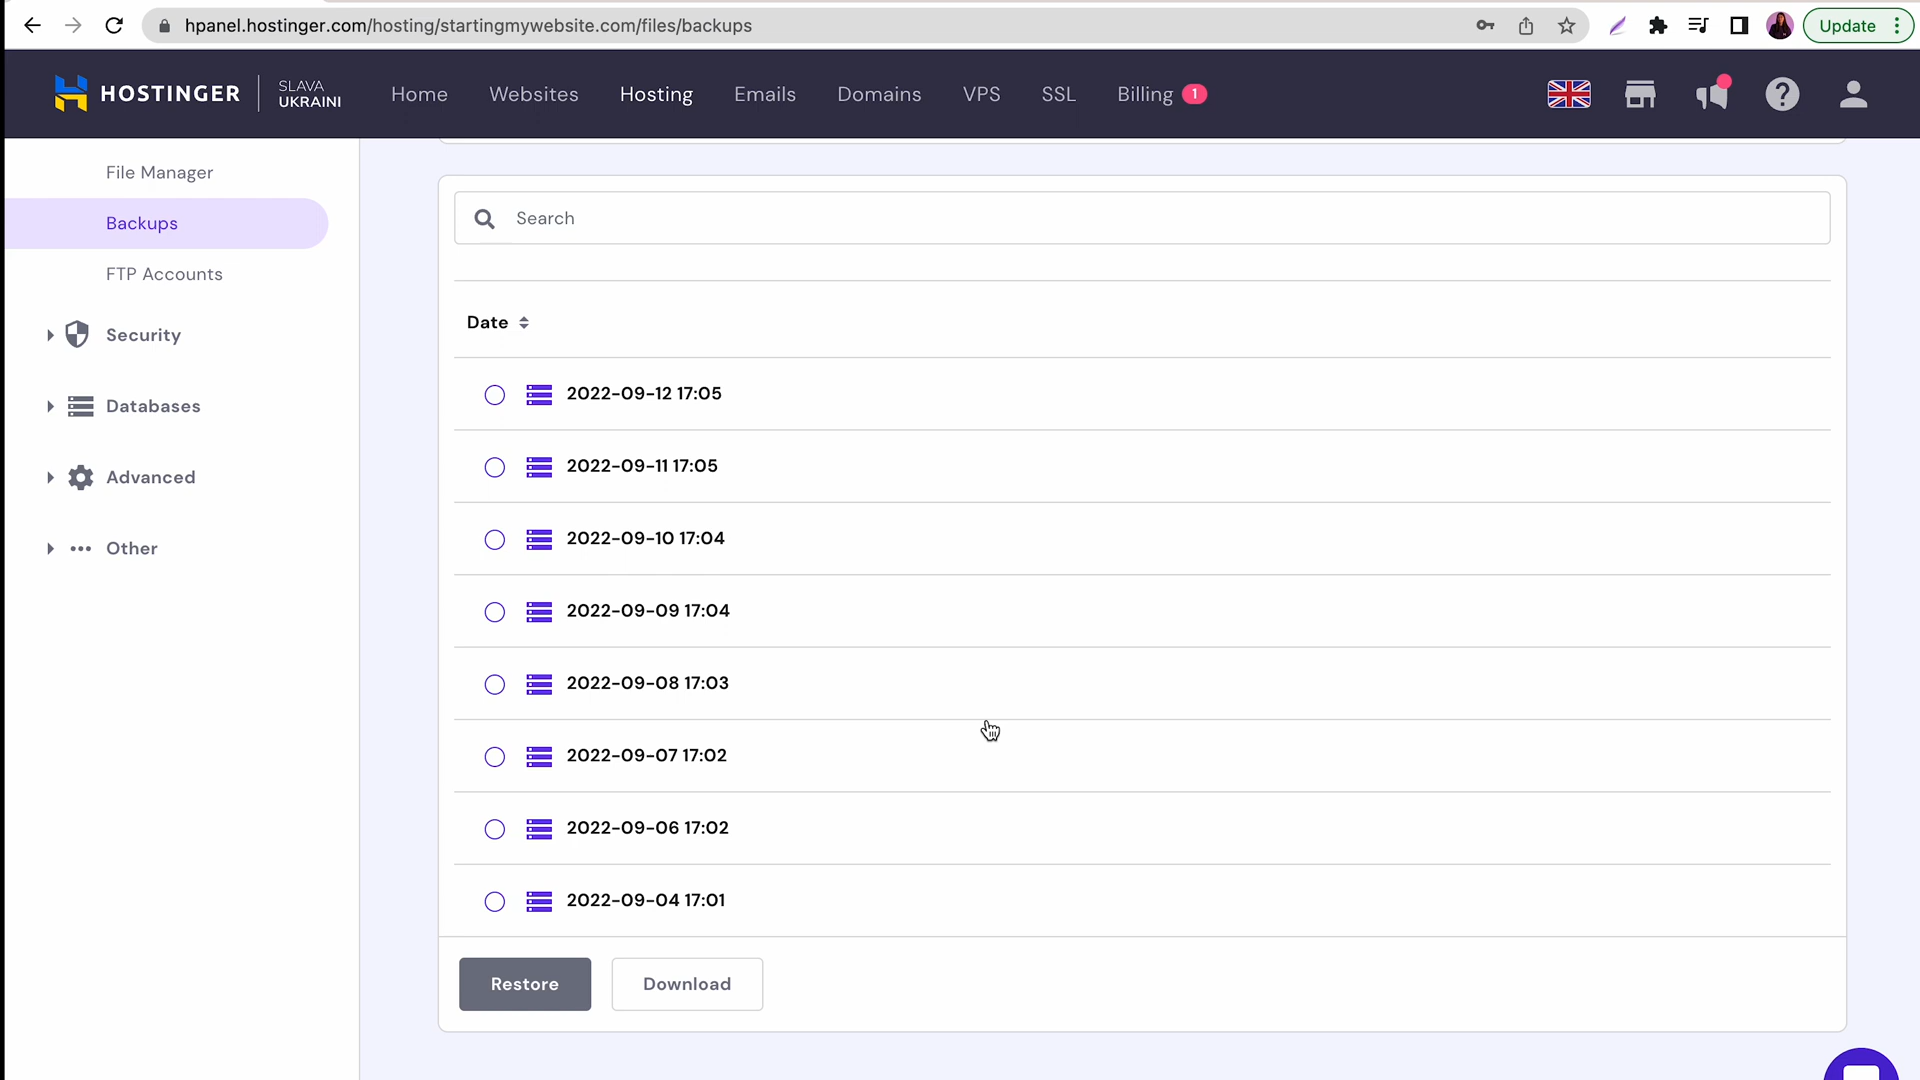 hpanel.hostinger.com/hosting/startingmywebsite.com/files/backups
Update
HOSTINGER
SLAVA
UKRAINI
Home
Websites
Hosting
Emails
Domains
VPS
SSL
Billing 1
File Manager
Backups
FTP Accounts
Security
Databases
Advanced
Other
Search
Date
2022-09-12 17:05
2022-09-11 17:05
2022-09-10 17:04
2022-09-09 17:04
2022-09-08 17:03
2022-09-07 17:02
2022-09-06 17:02
2022-09-04 17:01
Restore
Download